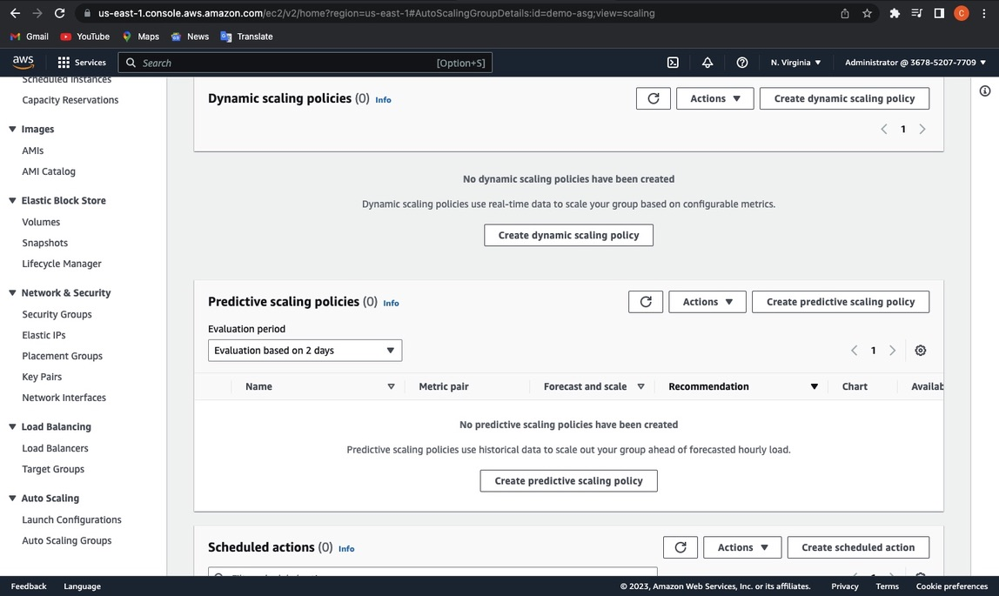 us-east-1.console.aws.amazon.com/ec2/v2/home?region=us-east-1#AutoScalingGroupDetails:id=demo-asg;view=scaling
C
Gmail YouTube Maps News Translate
aws Services Search [Option+S] N. Virginia Administrator @ 3678-5207-7709
Scheduled Instances
Capacity Reservations
Images
AMIs
AMI Catalog
Elastic Block Store
Volumes
Snapshots
Lifecycle Manager
Network & Security
Security Groups
Elastic IPs
Placement Groups
Key Pairs
Network Interfaces
Load Balancing
Load Balancers
Target Groups
Auto Scaling
Launch Configurations
Auto Scaling Groups
Dynamic scaling policies (0) Info Actions Create dynamic scaling policy
1
No dynamic scaling policies have been created
Dynamic scaling policies use real-time data to scale your group based on configurable metrics.
Create dynamic scaling policy
Predictive scaling policies (0) Info Actions Create predictive scaling policy
Evaluation period
Evaluation based on 2 days 1
Name Metric pair Forecast and scale Recommendation Chart Availab
No predictive scaling policies have been created
Predictive scaling policies use historical data to scale out your group ahead of forecasted hourly load.
Create predictive scaling policy
Scheduled actions (0) Info Actions Create scheduled action
Feedback Language © 2023, Amazon Web Services, Inc. or its affiliates. Privacy Terms Cookie preferences